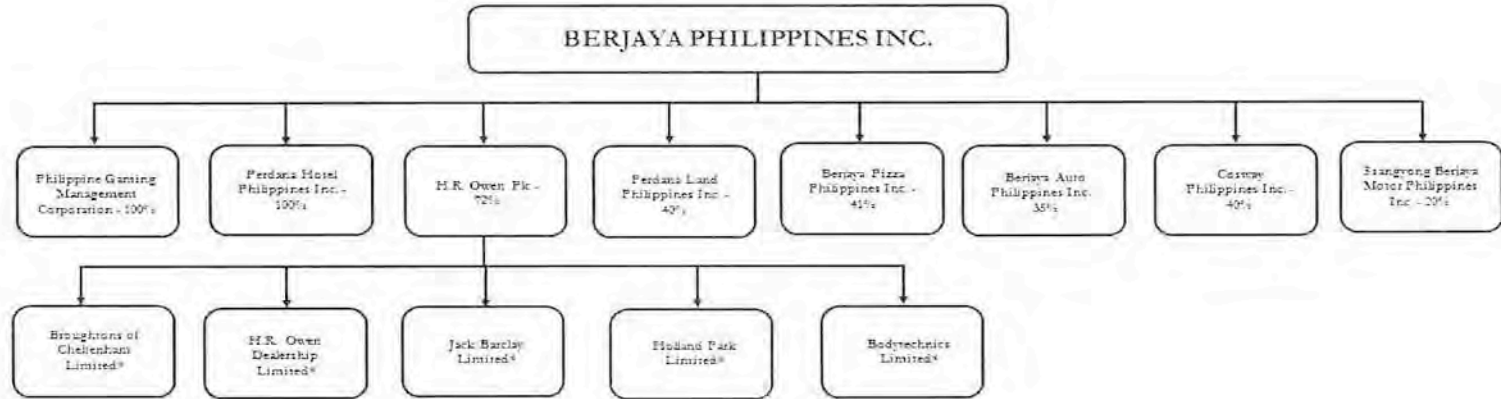 BERJAYA PHILIPPINES INC.
Philippine Gaming
Management
Corporation - 100%
Perdana Hotel
Philippines Inc. -
100%
H.R. Owen Plc -
72%
Perdana Land
Philippines Inc -
40%
Berjaya Pizza
Philippines Inc. -
41%
Berjaya Auto
Philippines Inc.
35%
Cosway
Philippines Inc. -
40%
Ssangyong Berjaya
Motor Philippines
Inc. - 20%
Broughtons of
Cheltenham
Limited*
H.R. Owen
Dealership
Limited*
Jack Barclay
Limited*
Holland Park
Limited*
Bodytechnics
Limited*